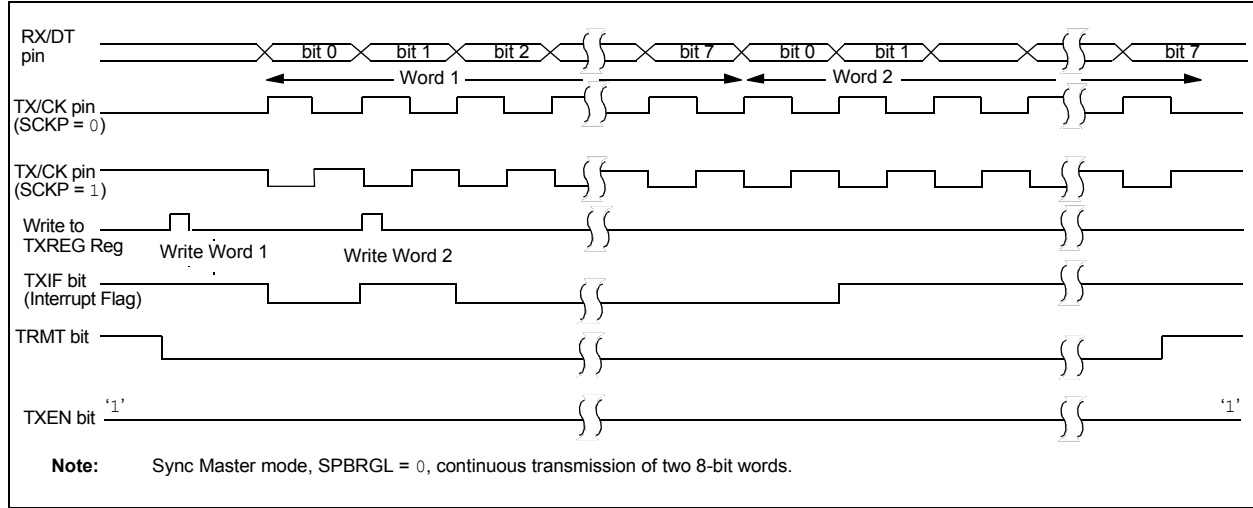 RX/DT
pin
bit 0 bit 1 bit 2 bit 7 bit 0 bit 1 bit 7
Word 1 Word 2
TX/CK pin
(SCKP = 0)
TX/CK pin
(SCKP = 1)
Write to
TXREG Reg
Write Word 1 Write Word 2
TXIF bit
(Interrupt Flag)
TRMT bit
TXEN bit ‘1’ ‘1’
Note: Sync Master mode, SPBRGL = 0, continuous transmission of two 8-bit words.